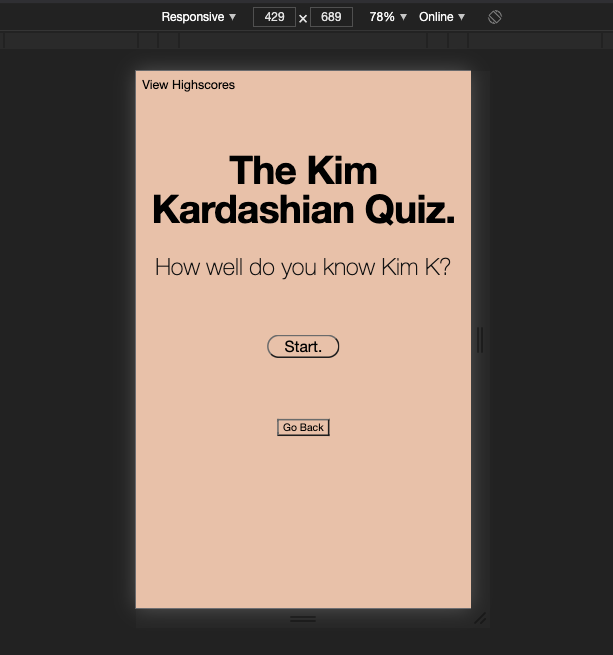 Responsive ▼ 429 × 689 78% ▼ Online ▼
View Highscores
The Kim
Kardashian Quiz.
How well do you know Kim K?
Start.
Go Back